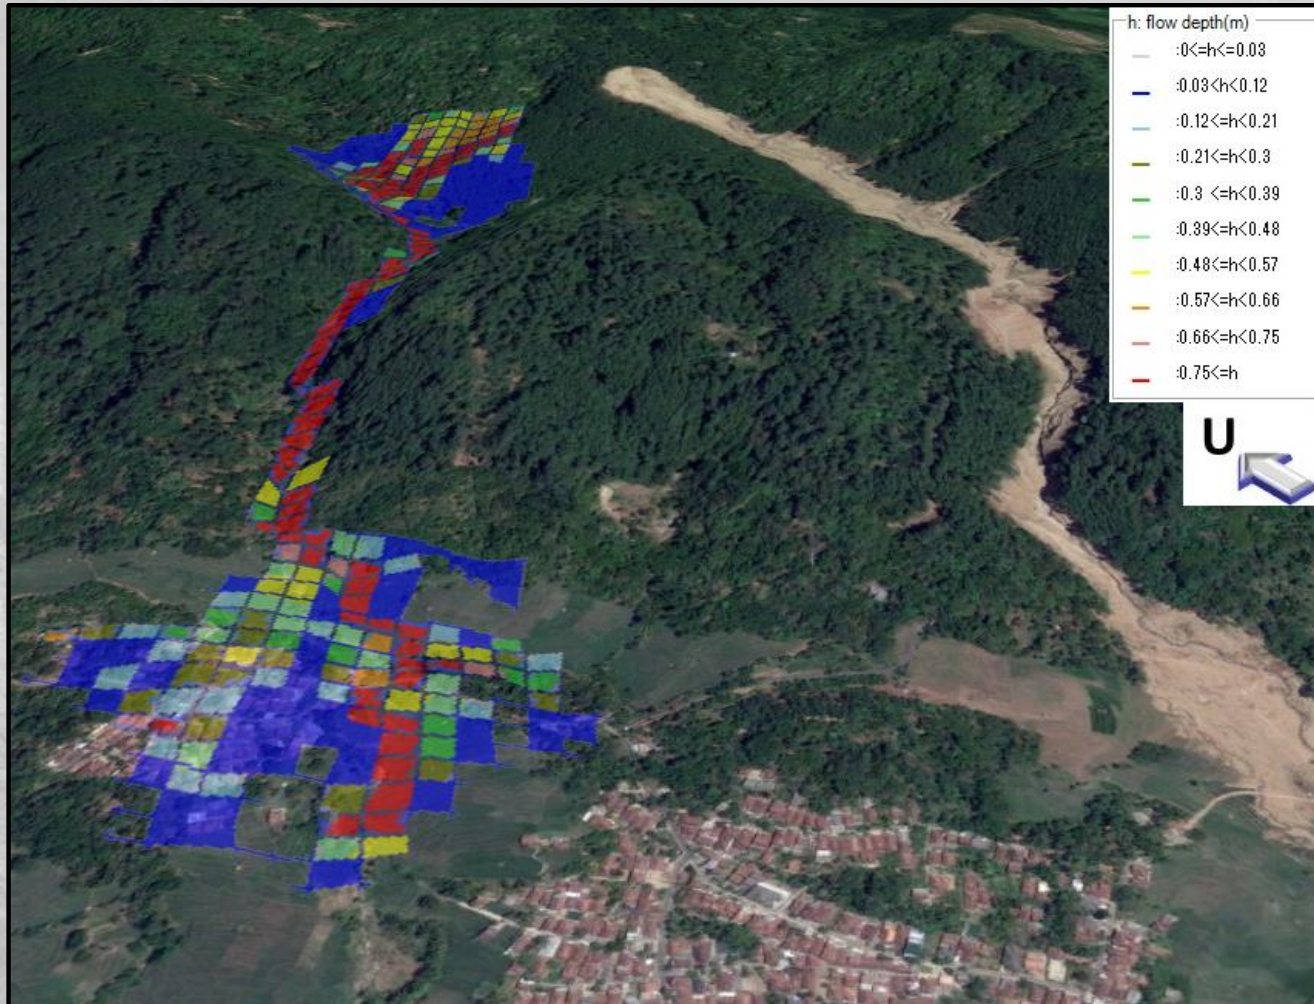 h: flow depth(m)
:0<=h<=0.03
:0.03<h<0.12
:0.12<=h<0.21
:0.21<=h<0.3
:0.3 <=h<0.39
:0.39<=h<0.48
:0.48<=h<0.57
:0.57<=h<0.66
:0.66<=h<0.75
:0.75<=h
U